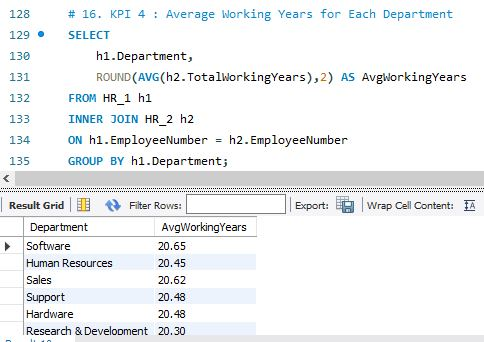 128 # 16. KPI 4 : Average Working Years for Each Department
129 SELECT
130 h1.Department,
131 ROUND(AVG(h2.TotalWorkingYears),2) AS AvgWorkingYears
132 FROM HR_1 h1
133 INNER JOIN HR_2 h2
134 ON h1.EmployeeNumber = h2.EmployeeNumber
135 GROUP BY h1.Department;
Result Grid Filter Rows: Export: Wrap Cell Content: IA
Department AvgWorkingYears
Software 20.65
Human Resources 20.45
Sales 20.62
Support 20.48
Hardware 20.48
Research & Development 20.30